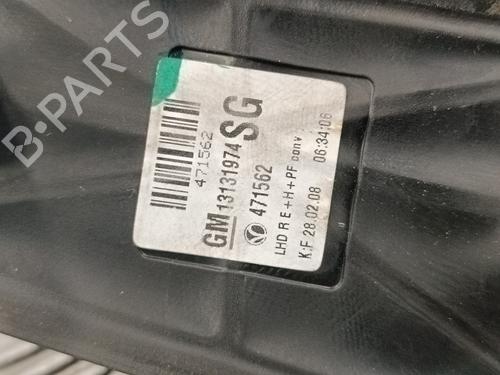 B-PARTS
471562
GM 13131974 SG
471562
LHD R E+H+PF conv
K:F 28.02.08 06:34:06